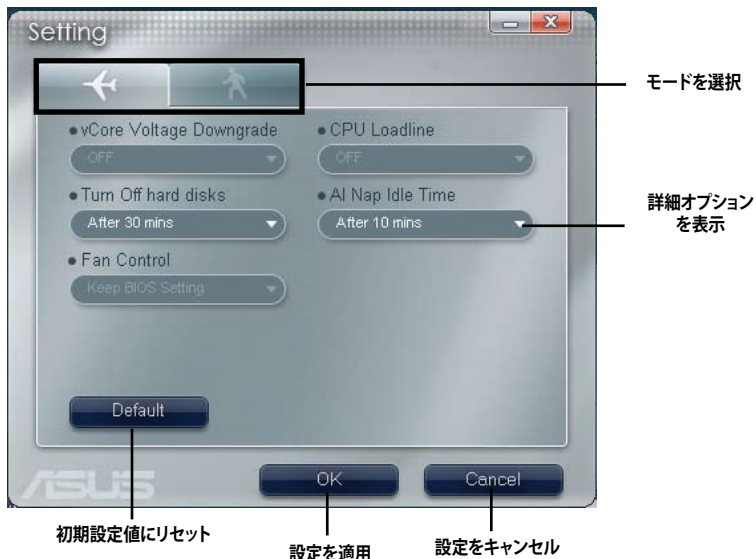 Setting
モードを選択
vCore Voltage Downgrade
OFF
CPU Loadline
OFF
Turn Off hard disks
After 30 mins
AI Nap Idle Time
After 10 mins
詳細オプション
を表示
Fan Control
Keep BIOS Setting
Default
ASUS
OK
Cancel
初期設定値にリセット
設定を適用
設定をキャンセル